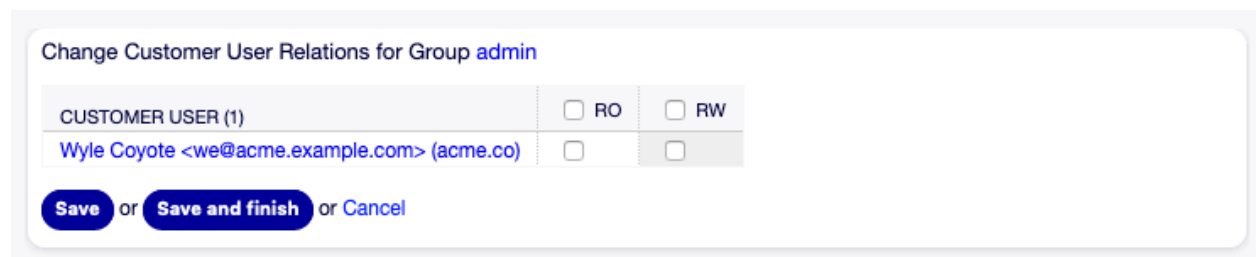 Change Customer User Relations for Group admin
CUSTOMER USER (1) RO RW
Wyle Coyote <we@acme.example.com> (acme.co)
Save or Save and finish or Cancel